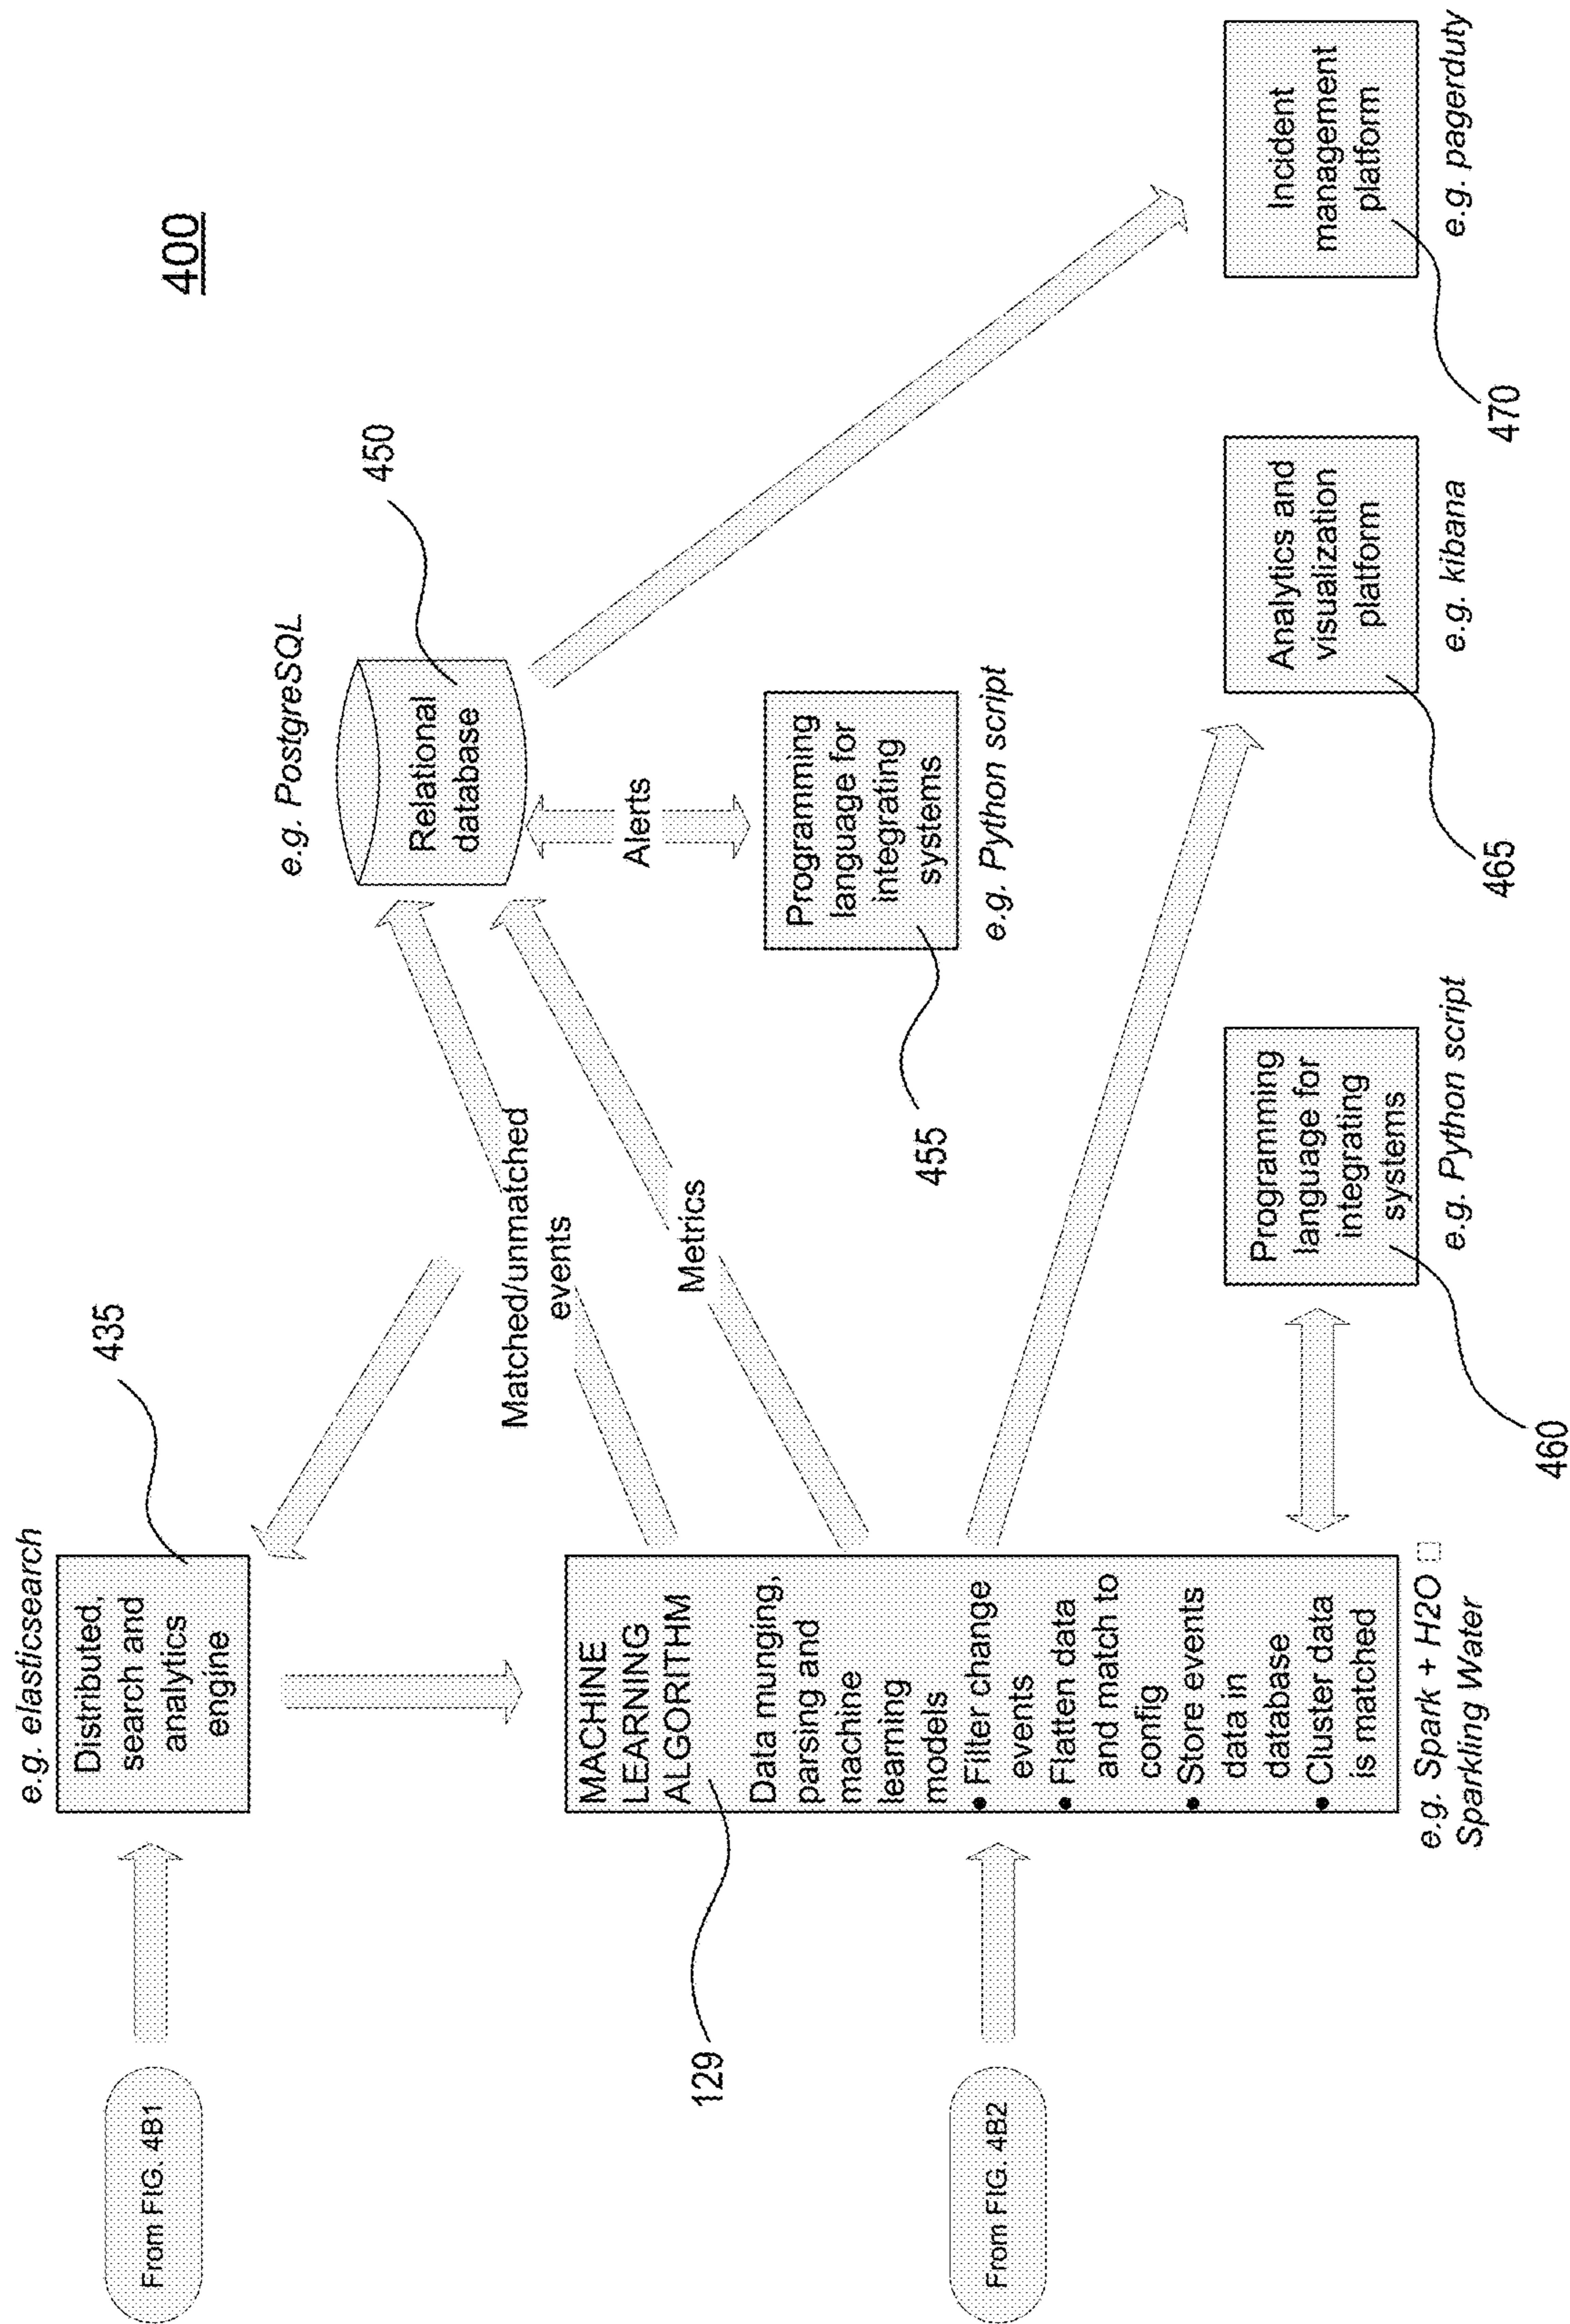 400
e.g. elasticsearch
Distributed,
search and
analytics
engine
435
From FIG. 4B1
e.g. PostgreSQL
Relational
database
450
Matched/unmatched
events
Metrics
Alerts
Programming
language for
integrating
systems
e.g. Python script
455
MACHINE
LEARNING
ALGORITHM
Data munging,
parsing and
machine
learning
models
• Filter change
events
• Flatten data
and match to
config
• Store events
data in
database
• Cluster data
is matched
e.g. Spark + H2O
Sparkling Water
129
From FIG. 4B2
Programming
language for
integrating
systems
e.g. Python script
460
Analytics and
visualization
platform
e.g. kibana
465
Incident
management
platform
e.g. pagerduty
470